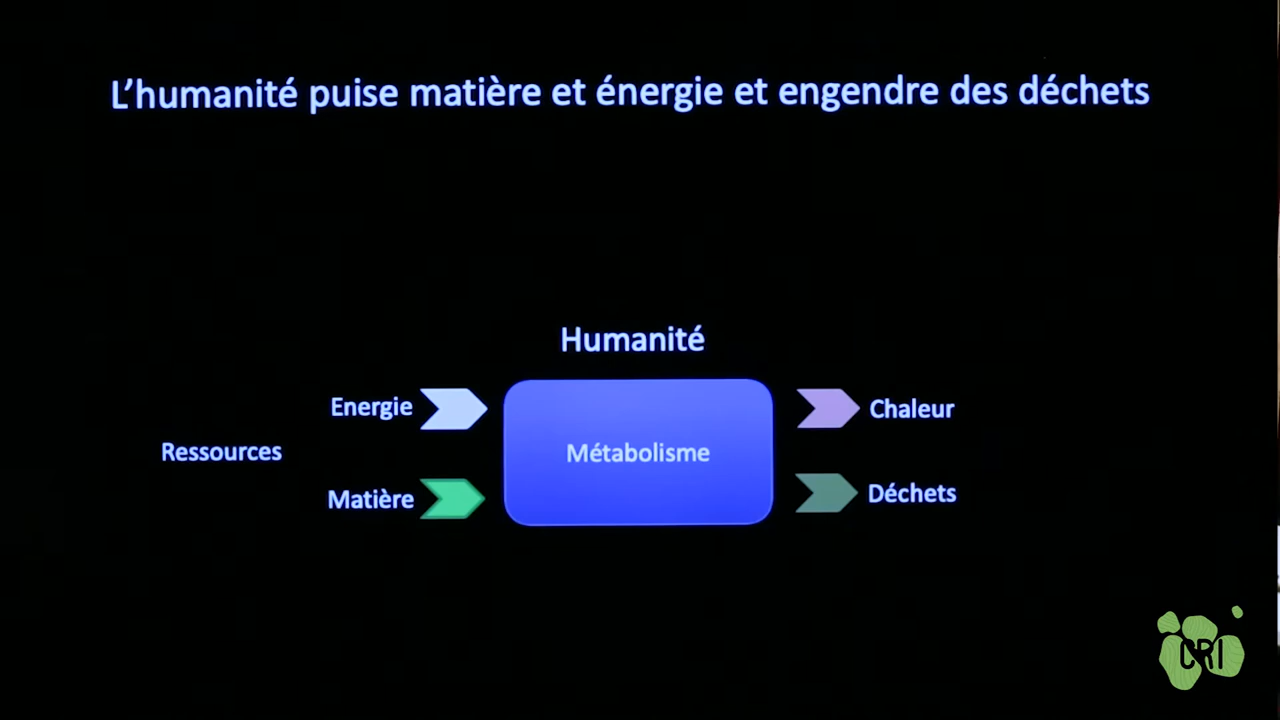 L'humanité puise matière et énergie et engendre des déchets
Humanité
Energie
Chaleur
Ressources
Métabolisme
Matière
Déchets
CRI